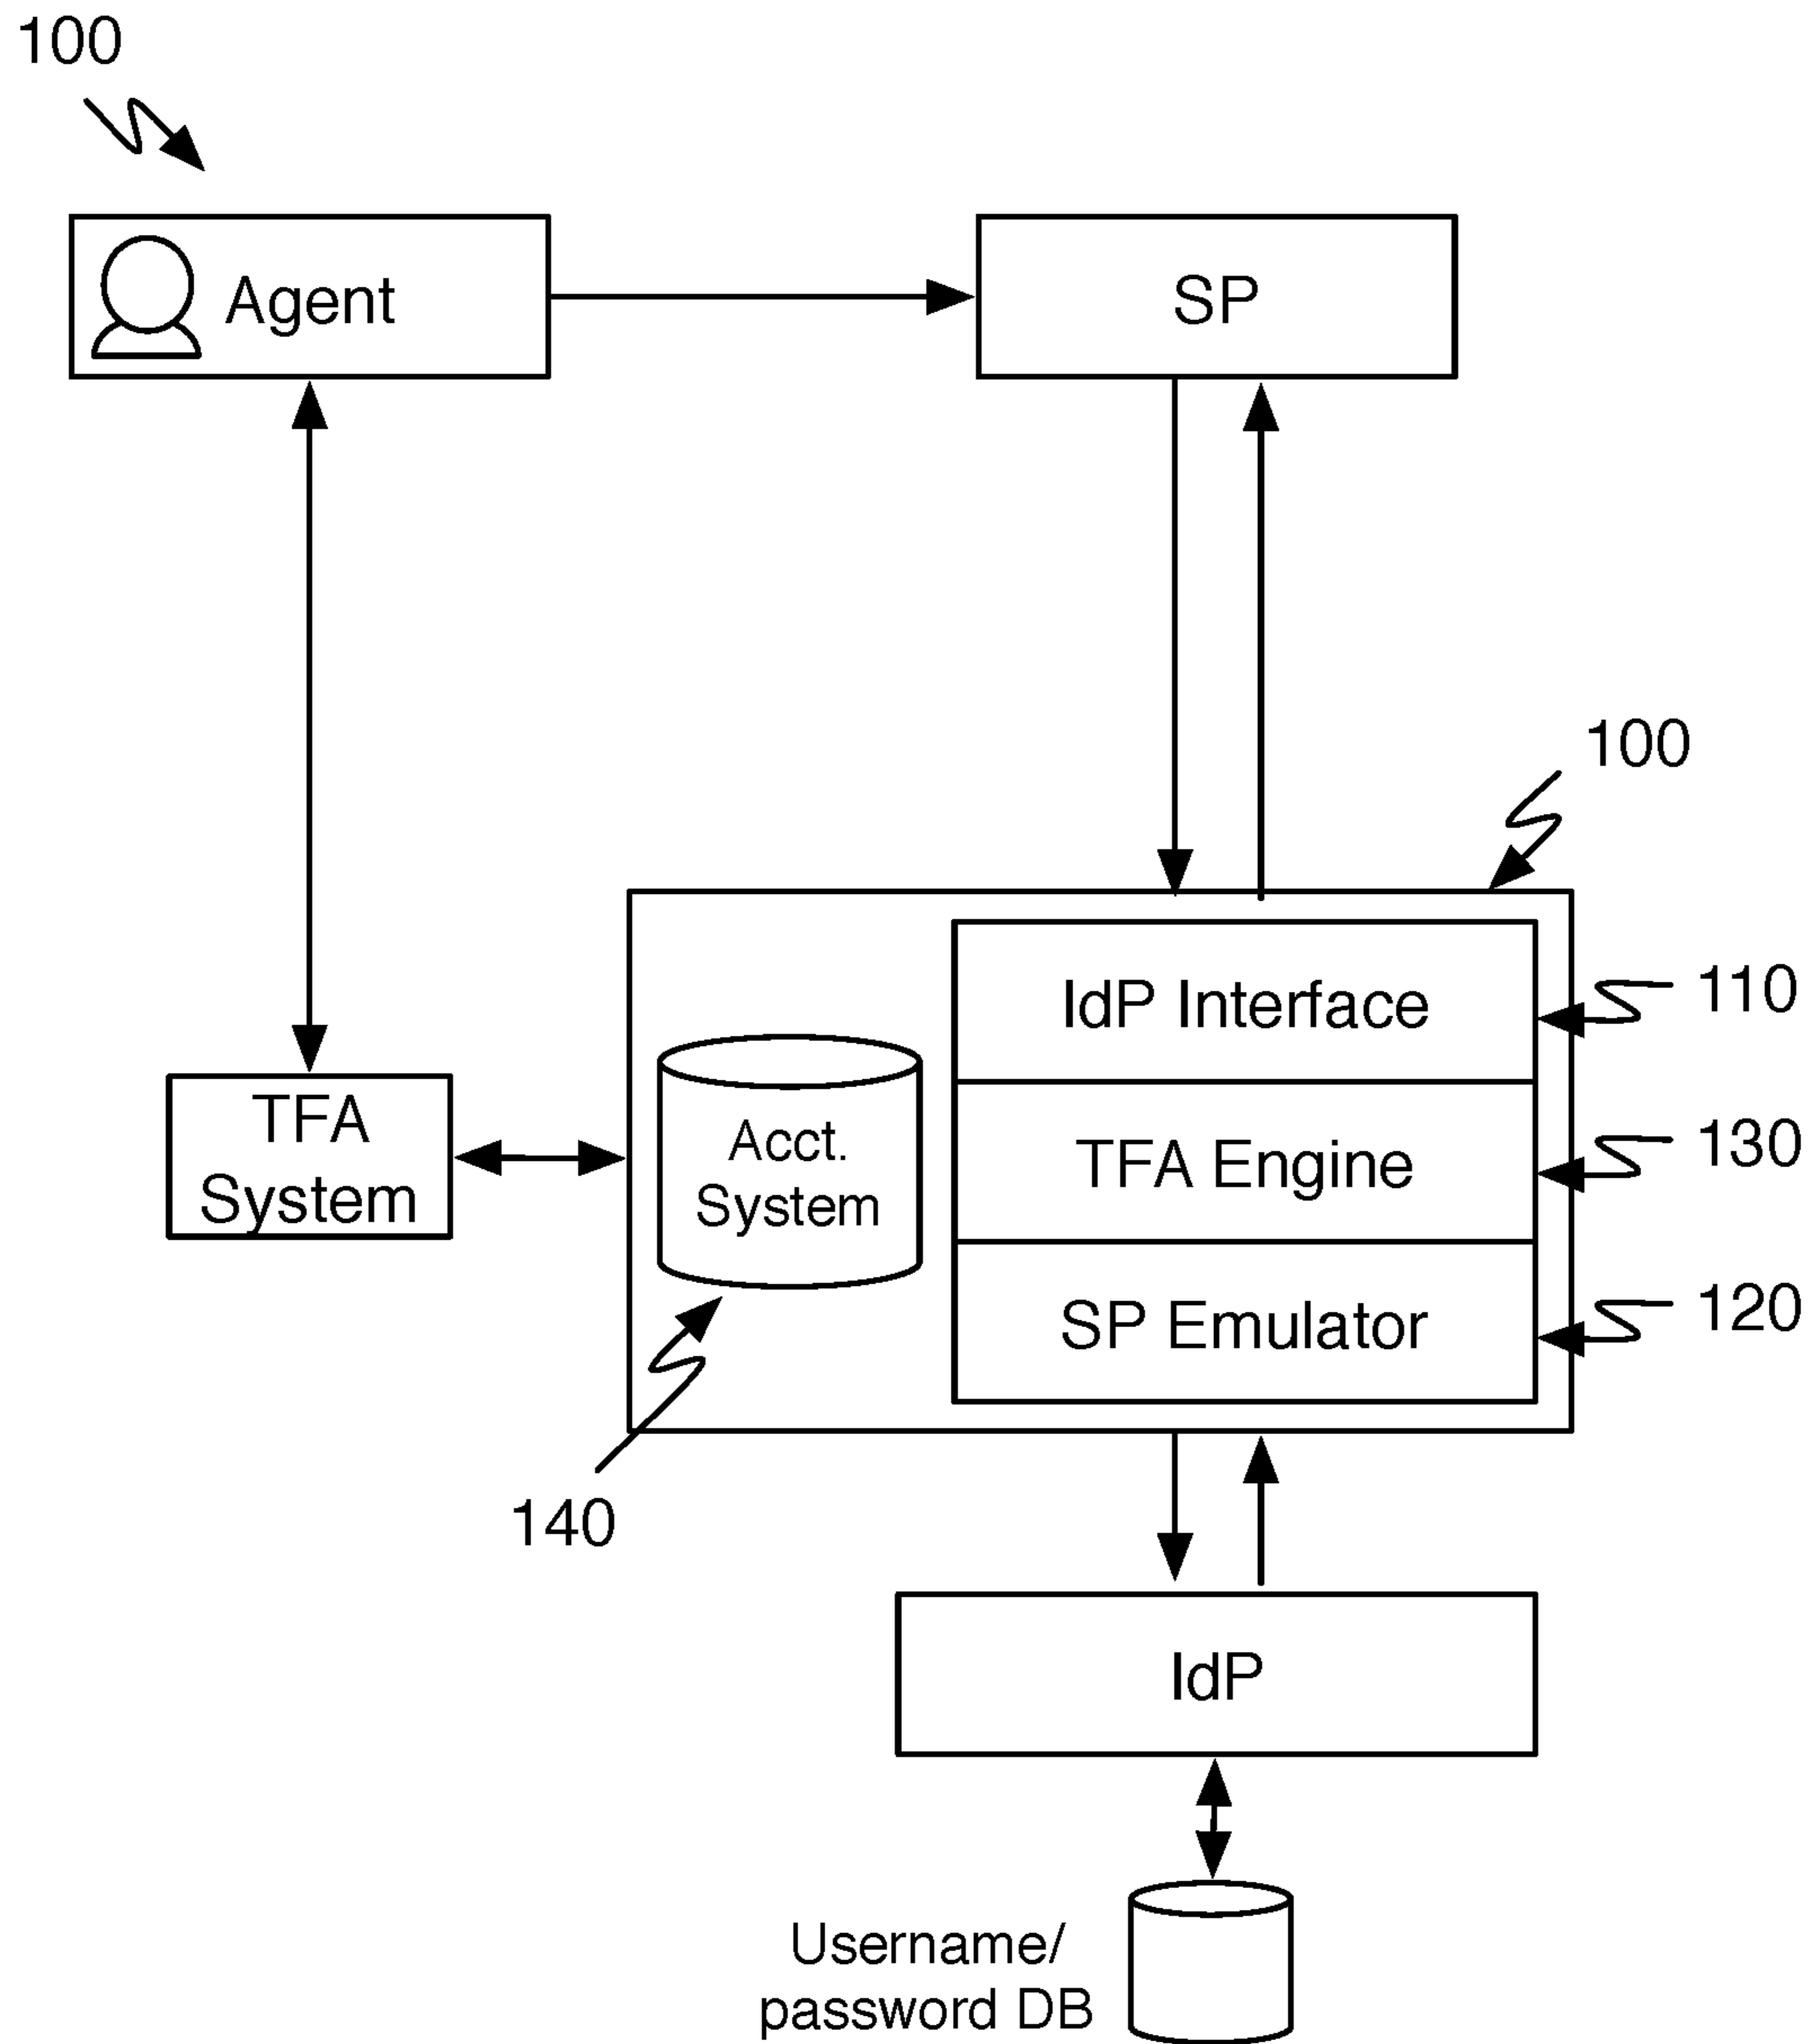 100
Agent
SP
100
IdP Interface
110
TFA
System
Acct.
System
TFA Engine
130
SP Emulator
120
140
IdP
Username/
password DB